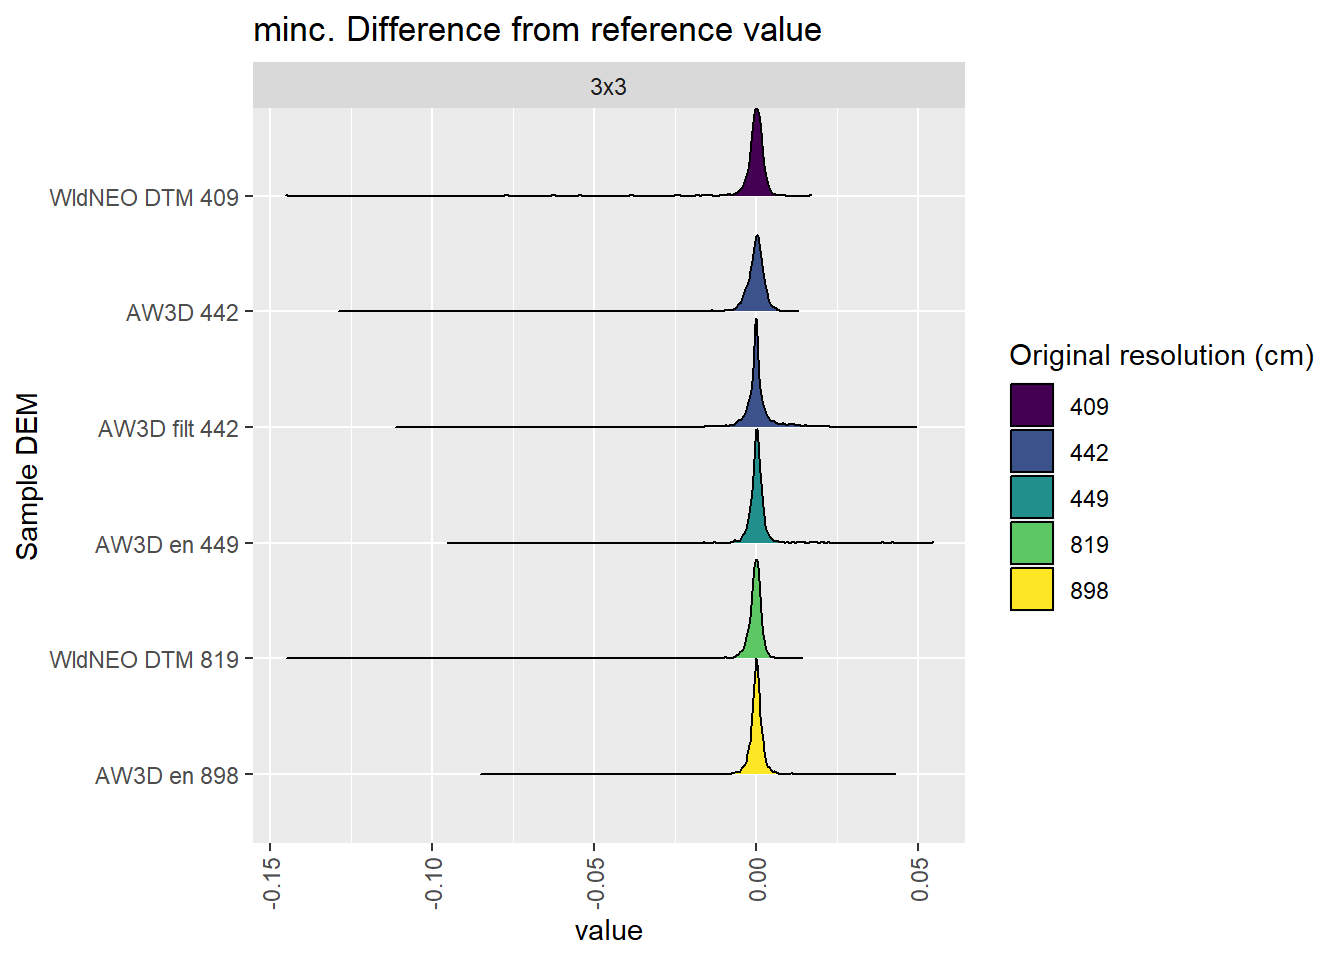 minc. Difference from reference value
3x3
WldNEO DTM 409
AW3D 442
AW3D filt 442
AW3D en 449
WldNEO DTM 819
AW3D en 898
Sample DEM
-0.15
-0.10
-0.05
0.00
0.05
value
Original resolution (cm)
409
442
449
819
898